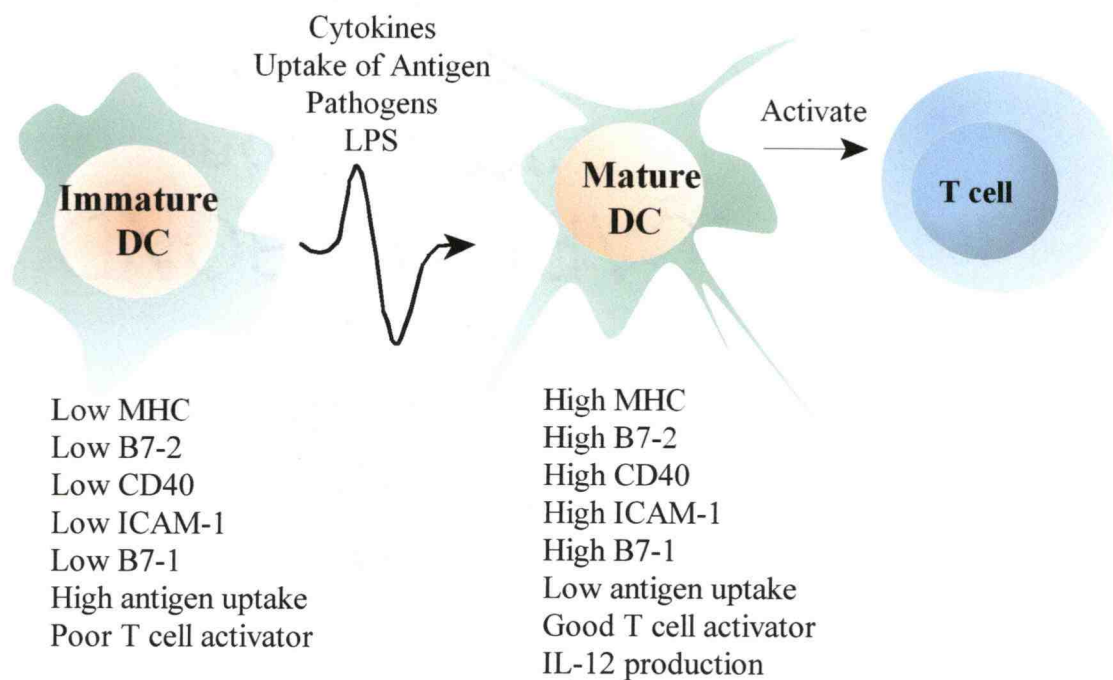 Cytokines
Uptake of Antigen
Pathogens
LPS
Immature
DC
Mature
DC
Activate
T cell
Low MHC
Low B7-2
Low CD40
Low ICAM-1
Low B7-1
High antigen uptake
Poor T cell activator
High MHC
High B7-2
High CD40
High ICAM-1
High B7-1
Low antigen uptake
Good T cell activator
IL-12 production